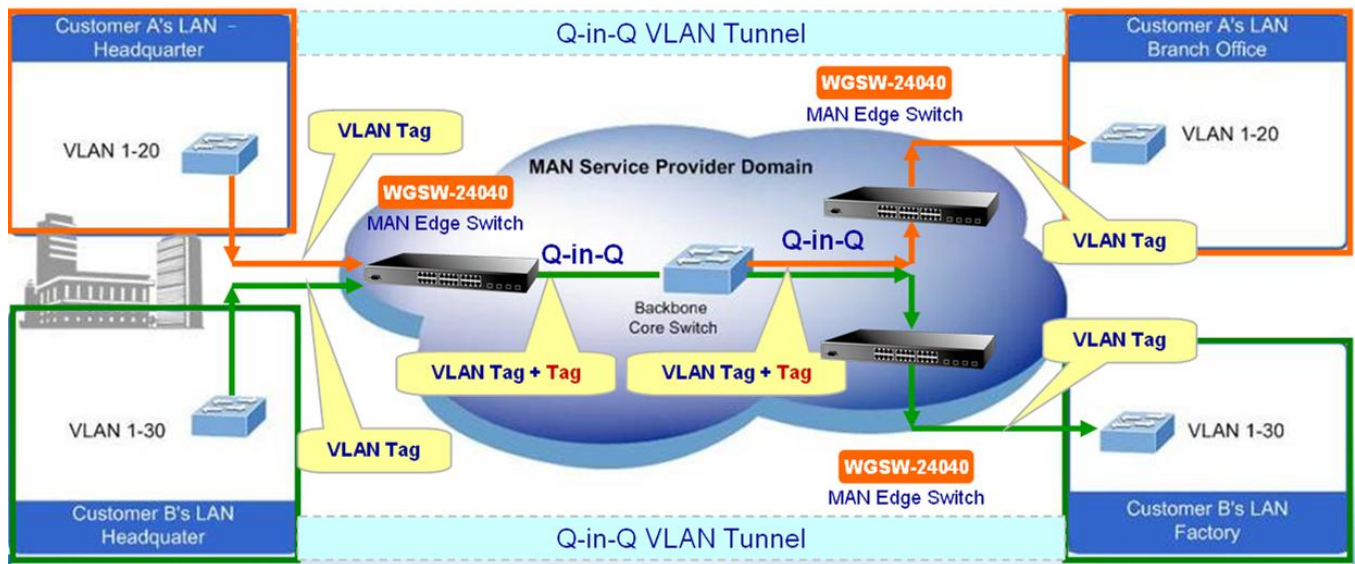 Customer A's LAN –
Headquarter
Q-in-Q VLAN Tunnel
Customer A's LAN
Branch Office
WGSW-24040
MAN Edge Switch
VLAN Tag
VLAN 1-20
VLAN 1-20
MAN Service Provider Domain
WGSW-24040
MAN Edge Switch
Q-in-Q
Q-in-Q
VLAN Tag
Backbone
Core Switch
VLAN Tag
VLAN Tag + Tag
VLAN Tag + Tag
VLAN 1-30
VLAN Tag
VLAN 1-30
WGSW-24040
MAN Edge Switch
Customer B's LAN
Headquater
Q-in-Q VLAN Tunnel
Customer B's LAN
Factory